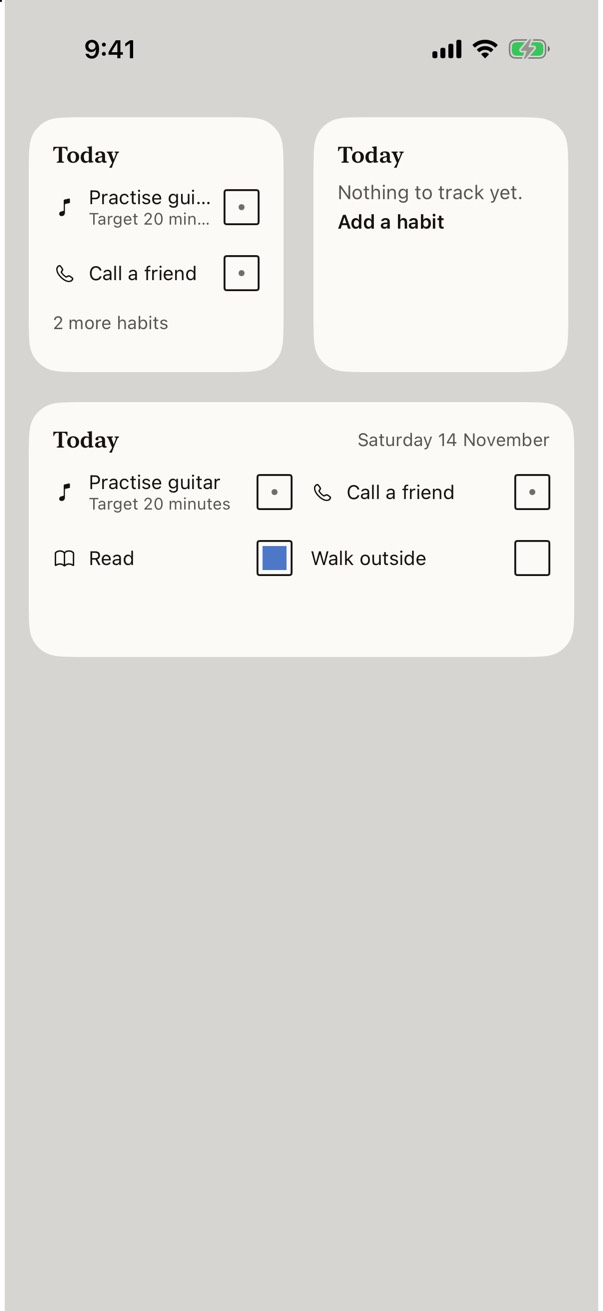 9:41
Today
Practise gui...
Target 20 min...
Call a friend
2 more habits
Today
Nothing to track yet.
Add a habit
Today
Saturday 14 November
Practise guitar
Target 20 minutes
Call a friend
Read
Walk outside